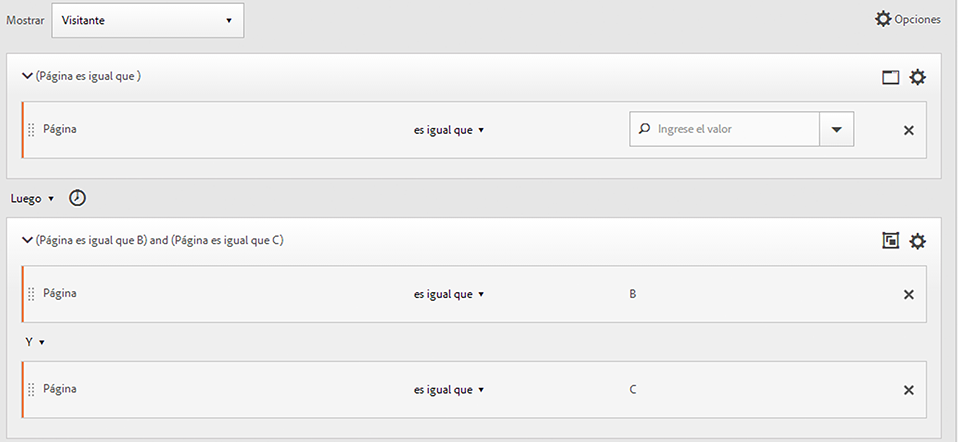 Mostrar Visitante Opciones
(Página es igual que )
Página es igual que Ingrese el valor
Luego
(Página es igual que B) and (Página es igual que C)
Página es igual que B
Y
Página es igual que C